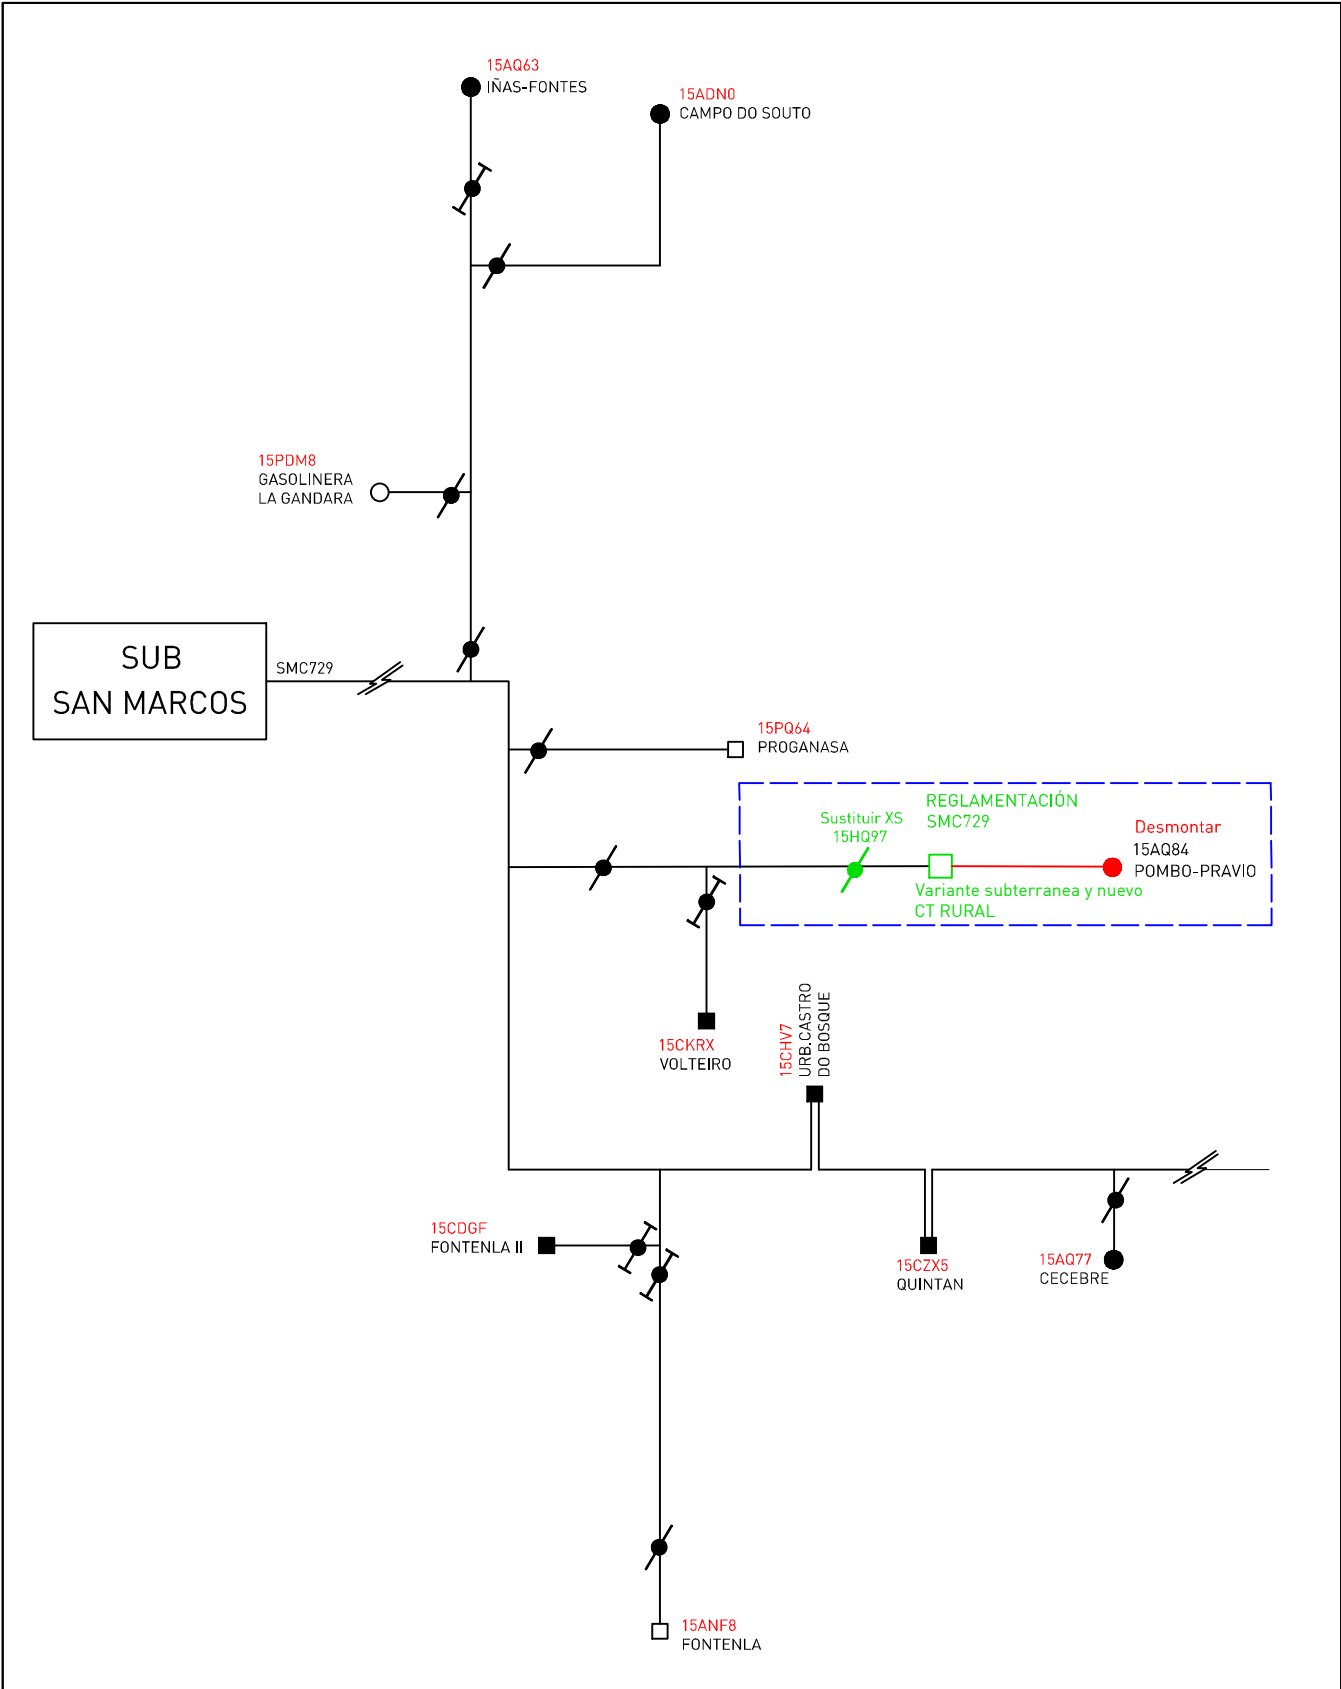 15AQ63
IÑAS-FONTES
15ADN0
CAMPO DO SOUTO
15PDM8
GASOLINERA
LA GANDARA
SUB
SAN MARCOS
SMC729
15PQ64
PROGANASA
Sustituir XS
15HQ97
REGLAMENTACIÓN
SMC729
Desmontar
15AQ84
POMBO-PRAVIO
Variante subterranea y nuevo
CT RURAL
15CKRX
VOLTEIRO
15CHV7
URB.CASTRO
DO BOSQUE
15CDGF
FONTENLA II
15CZX5
QUINTAN
15AQ77
CECEBRE
15ANF8
FONTENLA